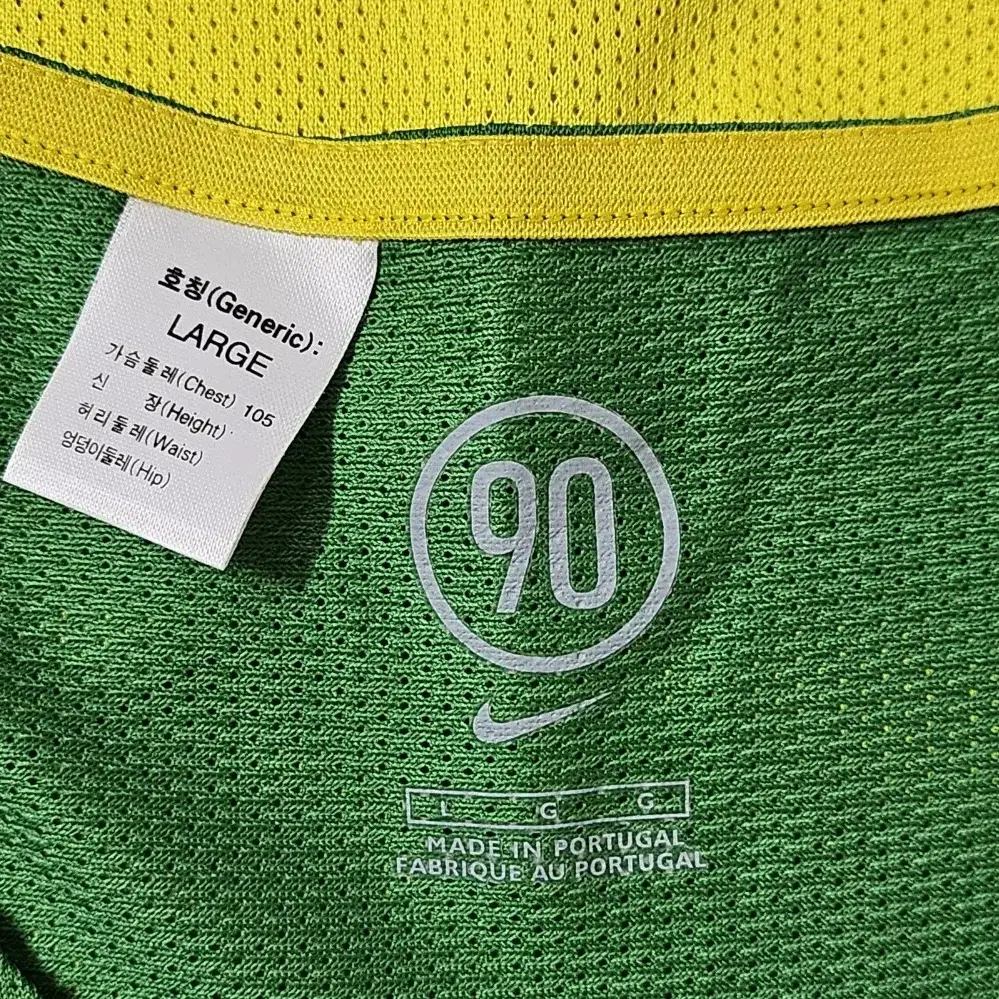 호칭(Generic):
LARGE
가슴둘레(Chest) 105
신 장(Height)
허리둘레(Waist)
엉덩이둘레(Hip)
90
L G G
MADE IN PORTUGAL
FABRIQUE AU PORTUGAL